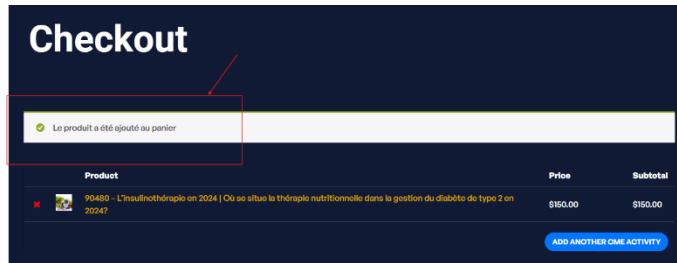 Checkout
Le produit a été ajouté au panier
Product Price Subtotal
90480 – L'insulinothérapie en 2024 | Où se situe la thérapie nutritionnelle dans la gestion du diabète de type 2 en
2024?
$150.00 $150.00
ADD ANOTHER CME ACTIVITY